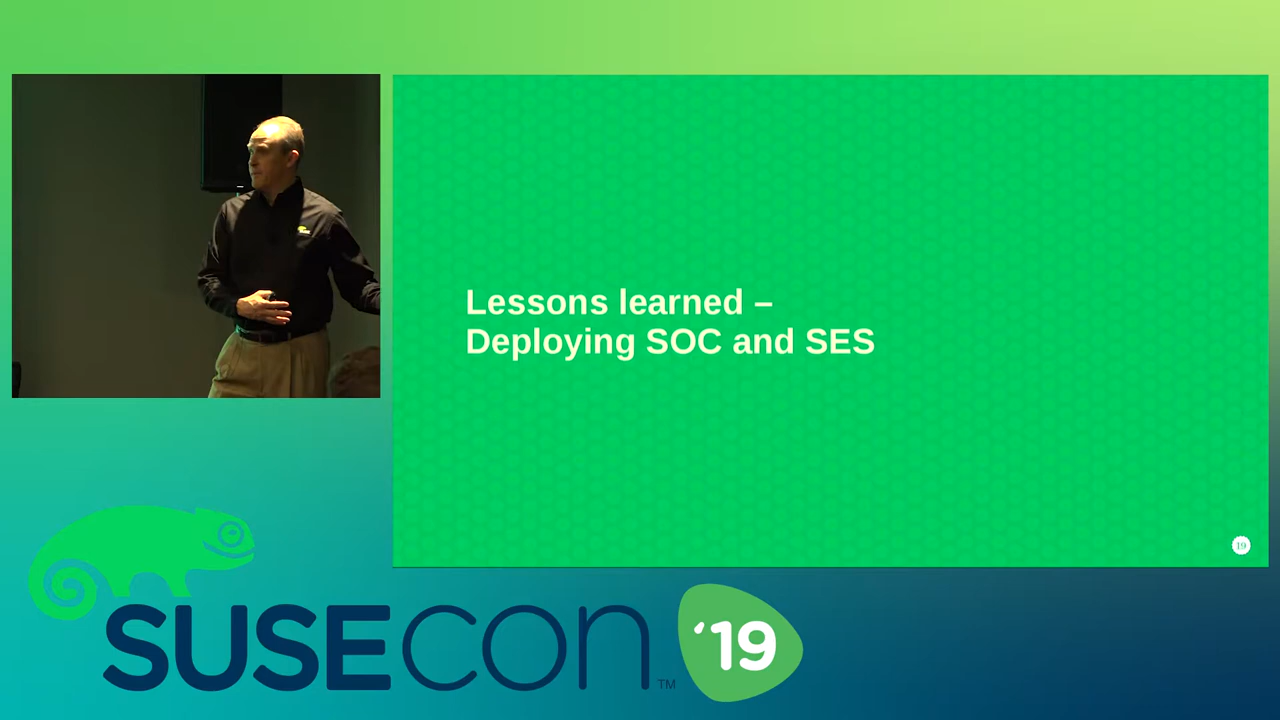 Lessons learned –
Deploying SOC and SES
19
SUSECON TM '19